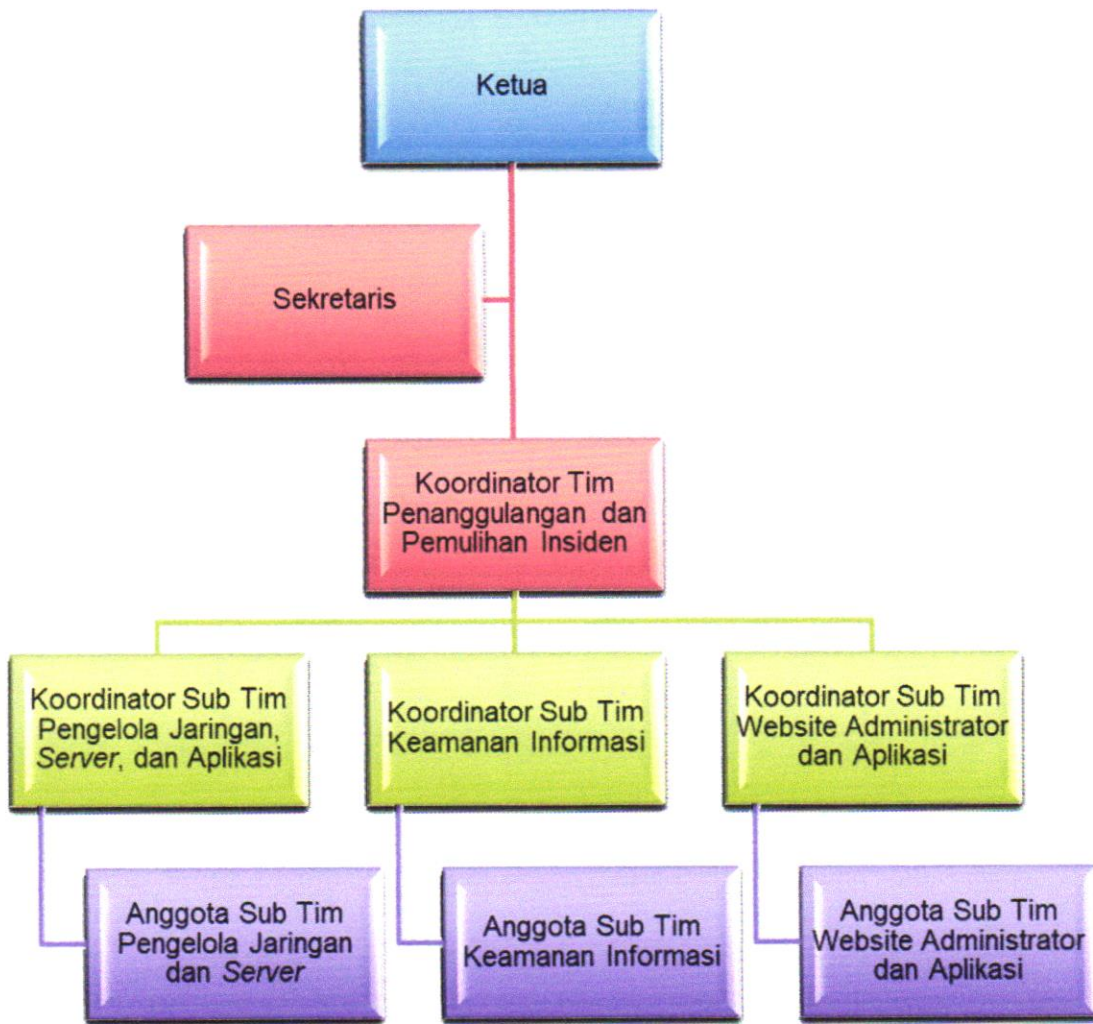 Ketua
Sekretaris
Koordinator Tim
Penanggulangan dan
Pemulihan Insiden
Koordinator Sub Tim
Pengelola Jaringan,
Server, dan Aplikasi
Koordinator Sub Tim
Keamanan Informasi
Koordinator Sub Tim
Website Administrator
dan Aplikasi
Anggota Sub Tim
Pengelola Jaringan
dan Server
Anggota Sub Tim
Keamanan Informasi
Anggota Sub Tim
Website Administrator
dan Aplikasi